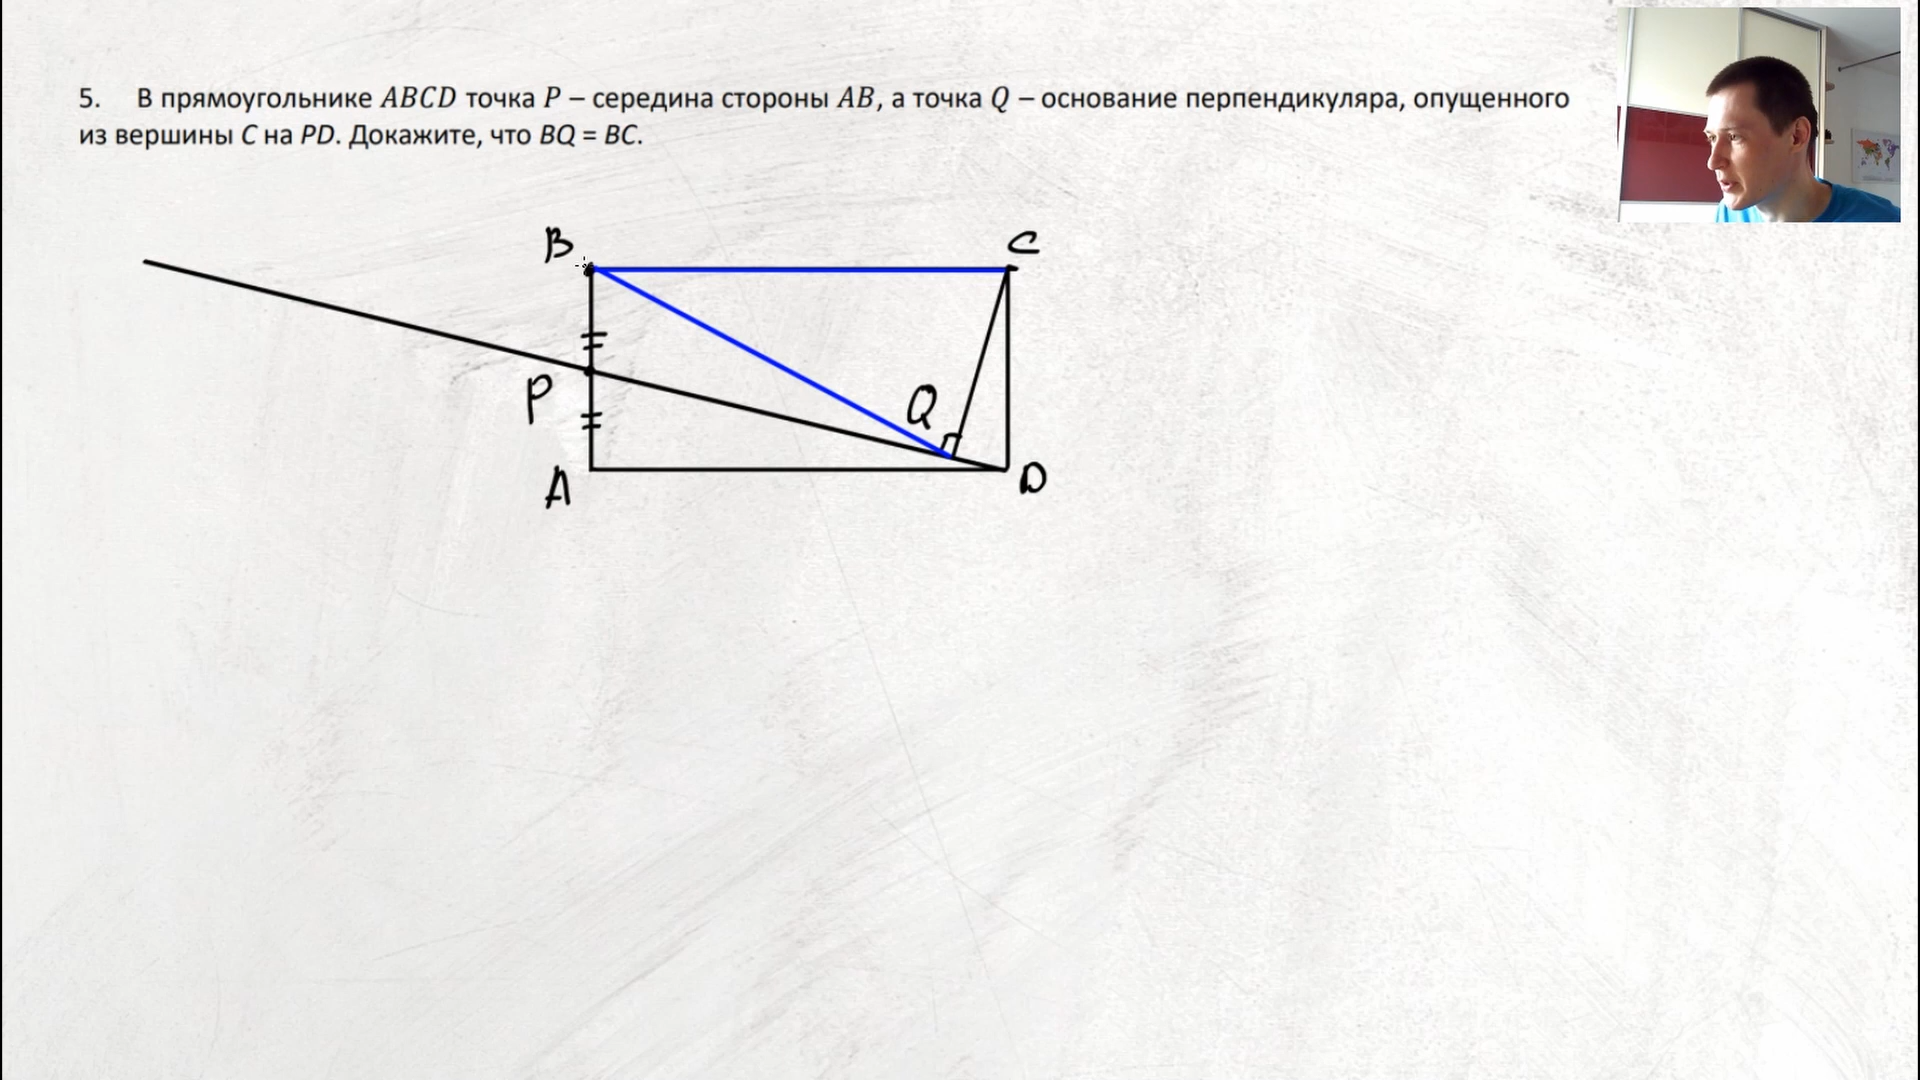 5. В прямоугольнике ABCD точка P – середина стороны AB, а точка Q – основание перпендикуляра, опущенного
из вершины C на PD. Докажите, что BQ = BC.
B
C
P
Q
A
D